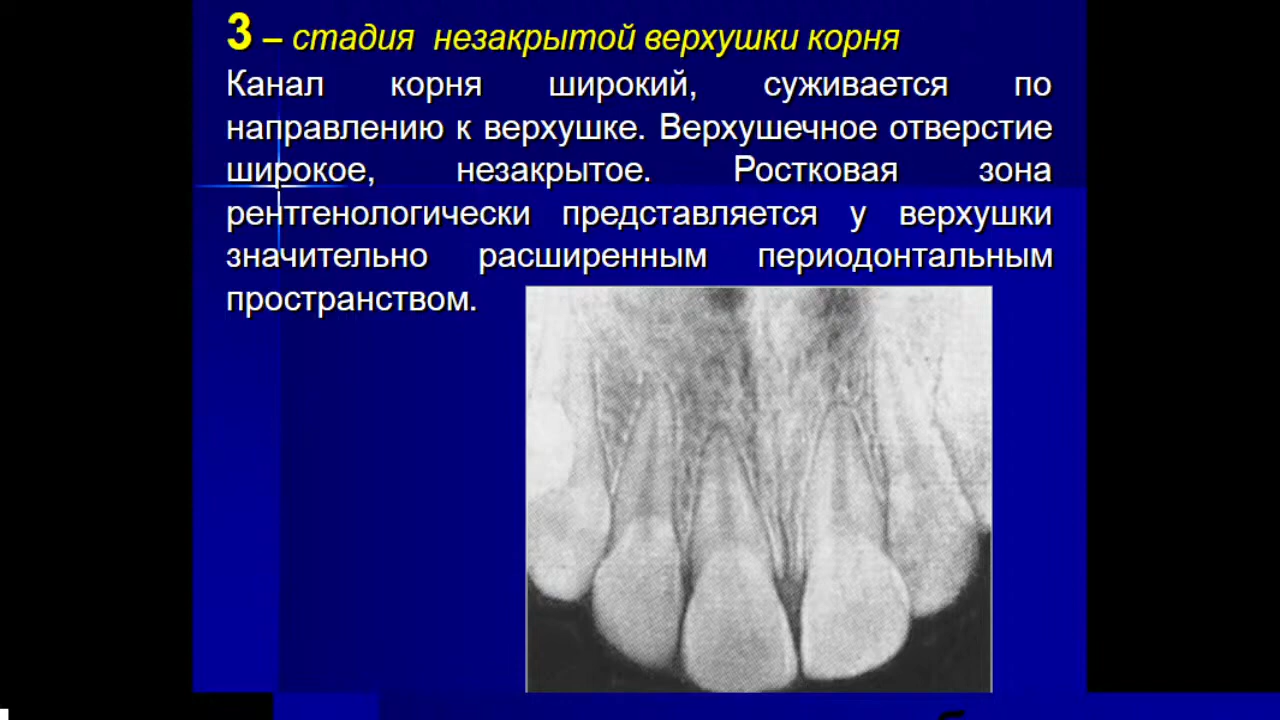 3 – стадия незакрытой верхушки корня
Канал корня широкий, суживается по
направлению к верхушке. Верхушечное отверстие
широкое, незакрытое. Ростковая зона
рентгенологически представляется у верхушки
значительно расширенным периодонтальным
пространством.